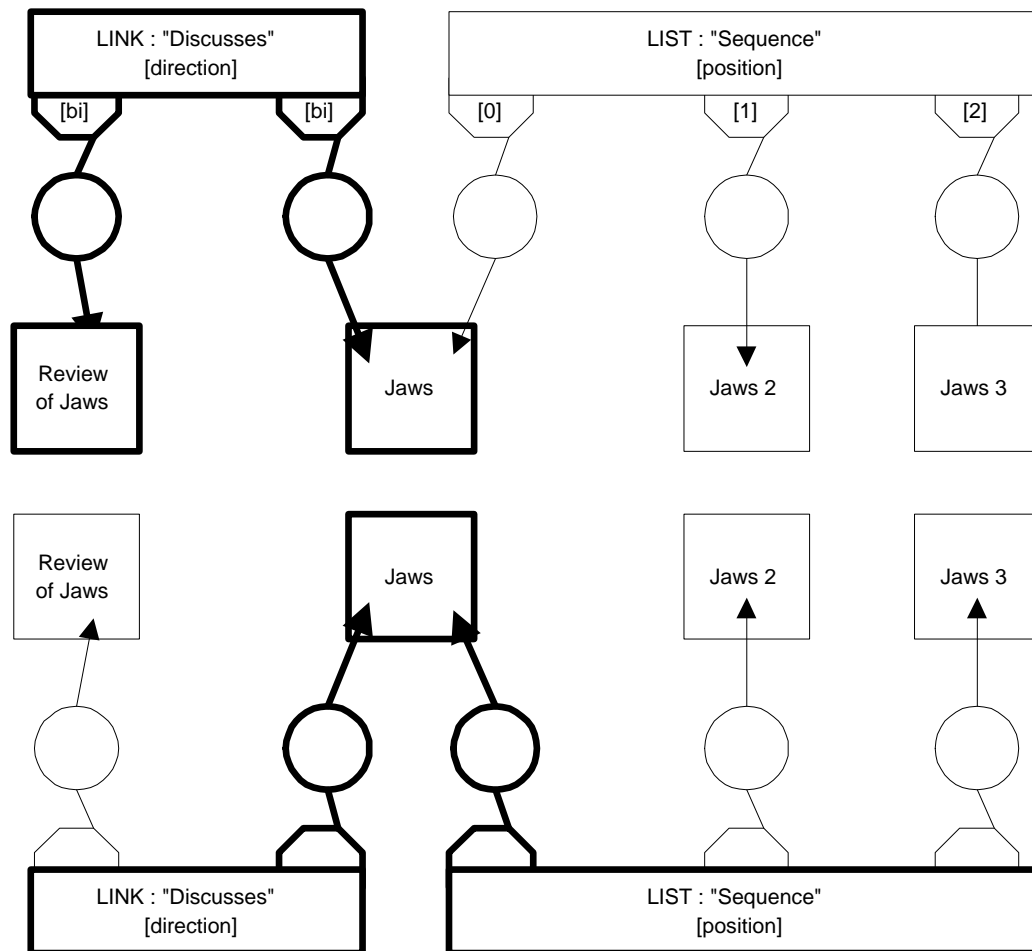 LINK : "Discusses"
[direction]
LIST : "Sequence"
[position]
[bi]
[bi]
[0]
[1]
[2]
Review
of Jaws
Jaws
Jaws 2
Jaws 3
Review
of Jaws
Jaws
Jaws 2
Jaws 3
LINK : "Discusses"
[direction]
LIST : "Sequence"
[position]